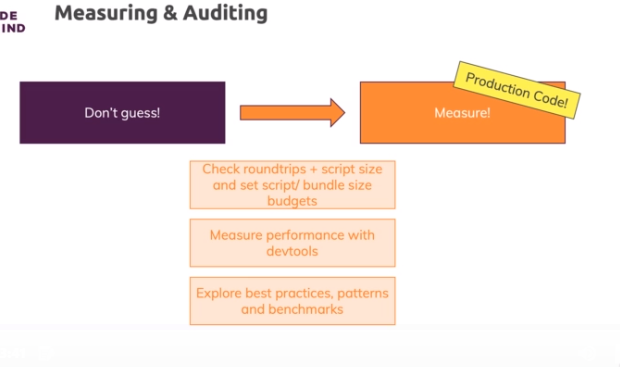 DE
IND
Measuring & Auditing
Don't guess!
Production Code!
Measure!
Check roundtrips + script size
and set script/ bundle size
budgets
Measure performance with
devtools
Explore best practices, patterns
and benchmarks